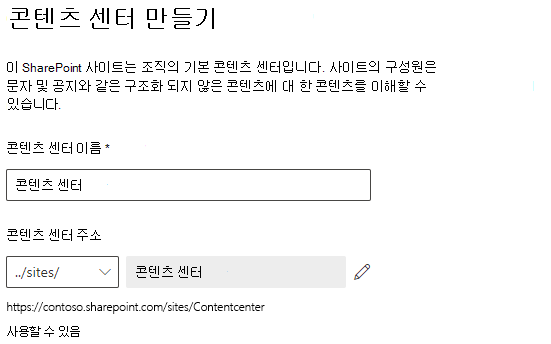 콘텐츠 센터 만들기
이 SharePoint 사이트는 조직의 기본 콘텐츠 센터입니다. 사이트의 구성원은
문자 및 공지와 같은 구조화 되지 않은 콘텐츠에 대 한 콘텐츠를 이해할 수
있습니다.
콘텐츠 센터 이름 *
콘텐츠 센터
콘텐츠 센터 주소
../sites/ 콘텐츠 센터
https://contoso.sharepoint.com/sites/Contentcenter
사용할 수 있음